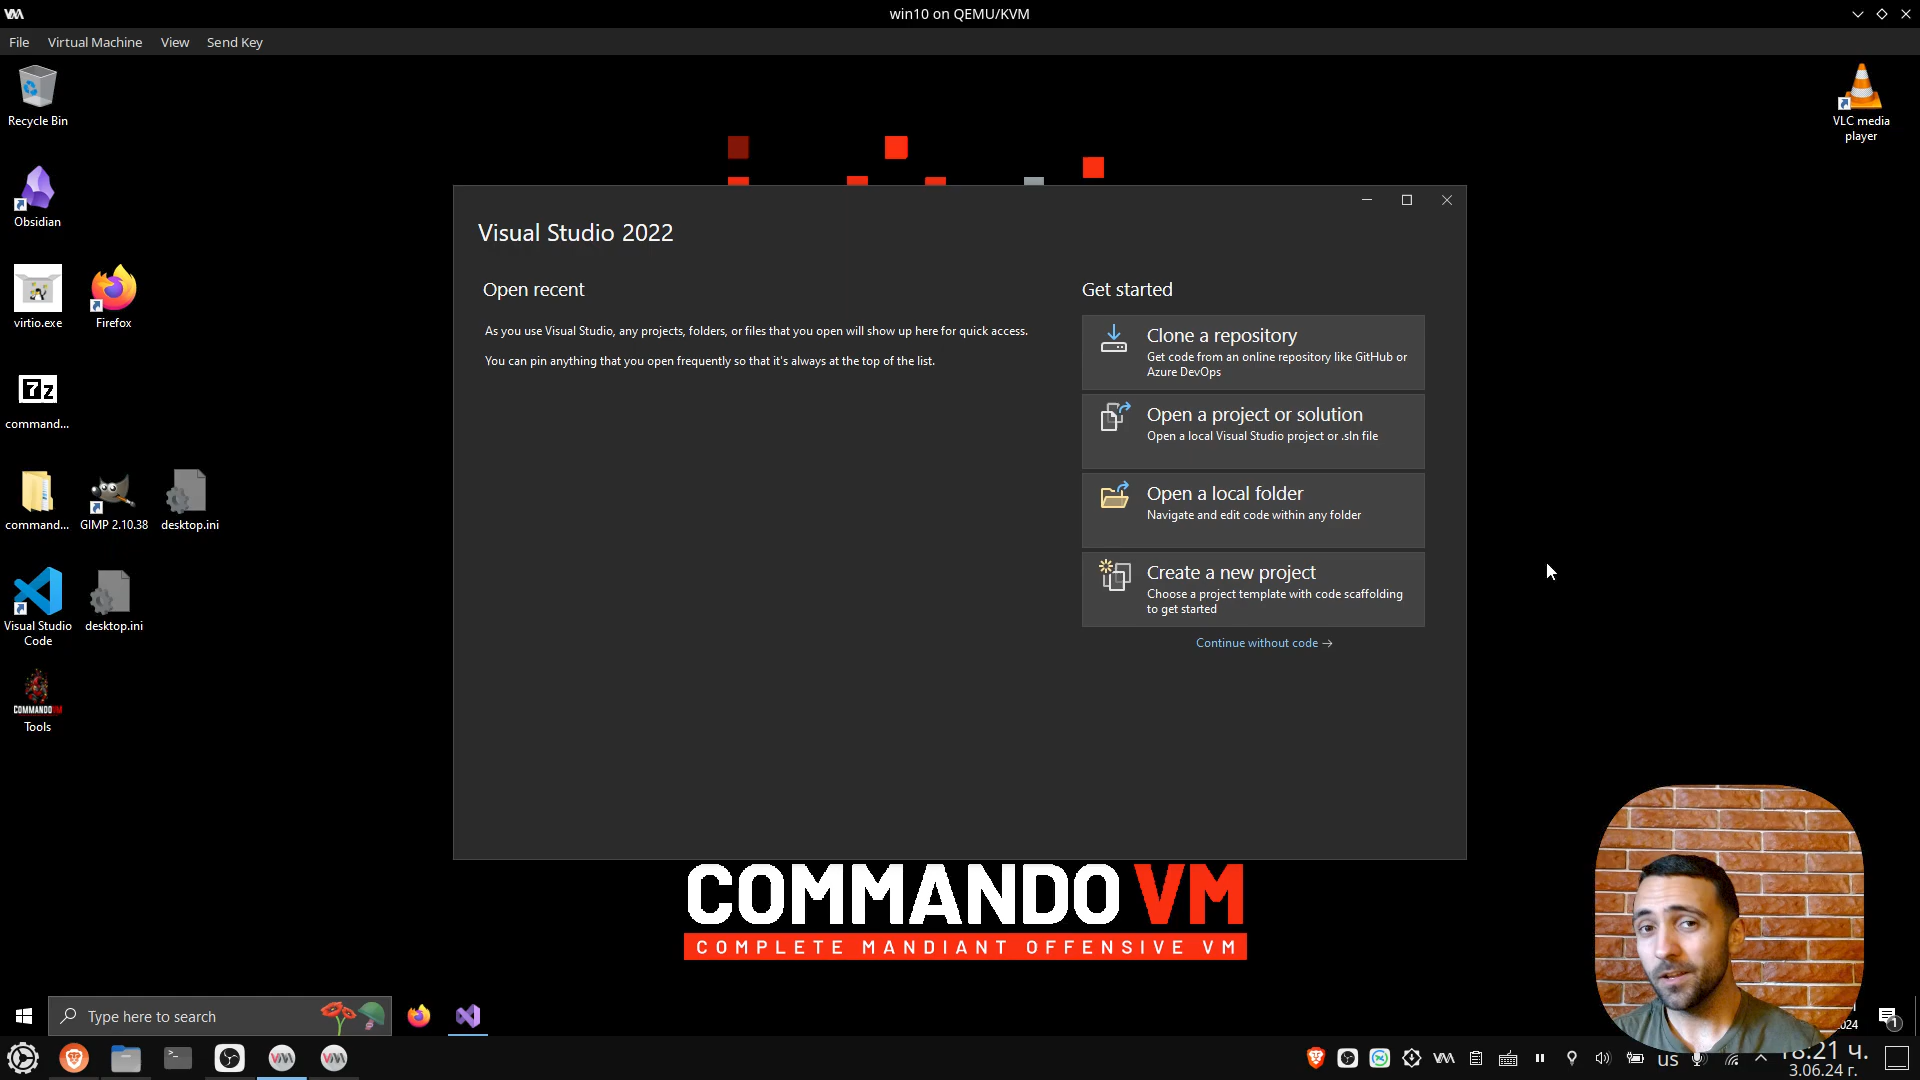 win10 on QEMU/KVM
File Virtual Machine View Send Key
Recycle Bin
VLC media
player
Obsidian
virtio.exe
Firefox
7z
command...
command...
GIMP 2.10.38
desktop.ini
Visual Studio
Code
desktop.ini
COMMANDOVM
Tools
Visual Studio 2022
Open recent
As you use Visual Studio, any projects, folders, or files that you open will show up here for quick access.
You can pin anything that you open frequently so that it's always at the top of the list.
Get started
Clone a repository
Get code from an online repository like GitHub or
Azure DevOps
Open a project or solution
Open a local Visual Studio project or .sln file
Open a local folder
Navigate and edit code within any folder
Create a new project
Choose a project template with code scaffolding
to get started
Continue without code →
COMMANDO VM
COMPLETE MANDIANT OFFENSIVE VM
Type here to search
024
1
us
18:21 ч.
3.06.24 г.